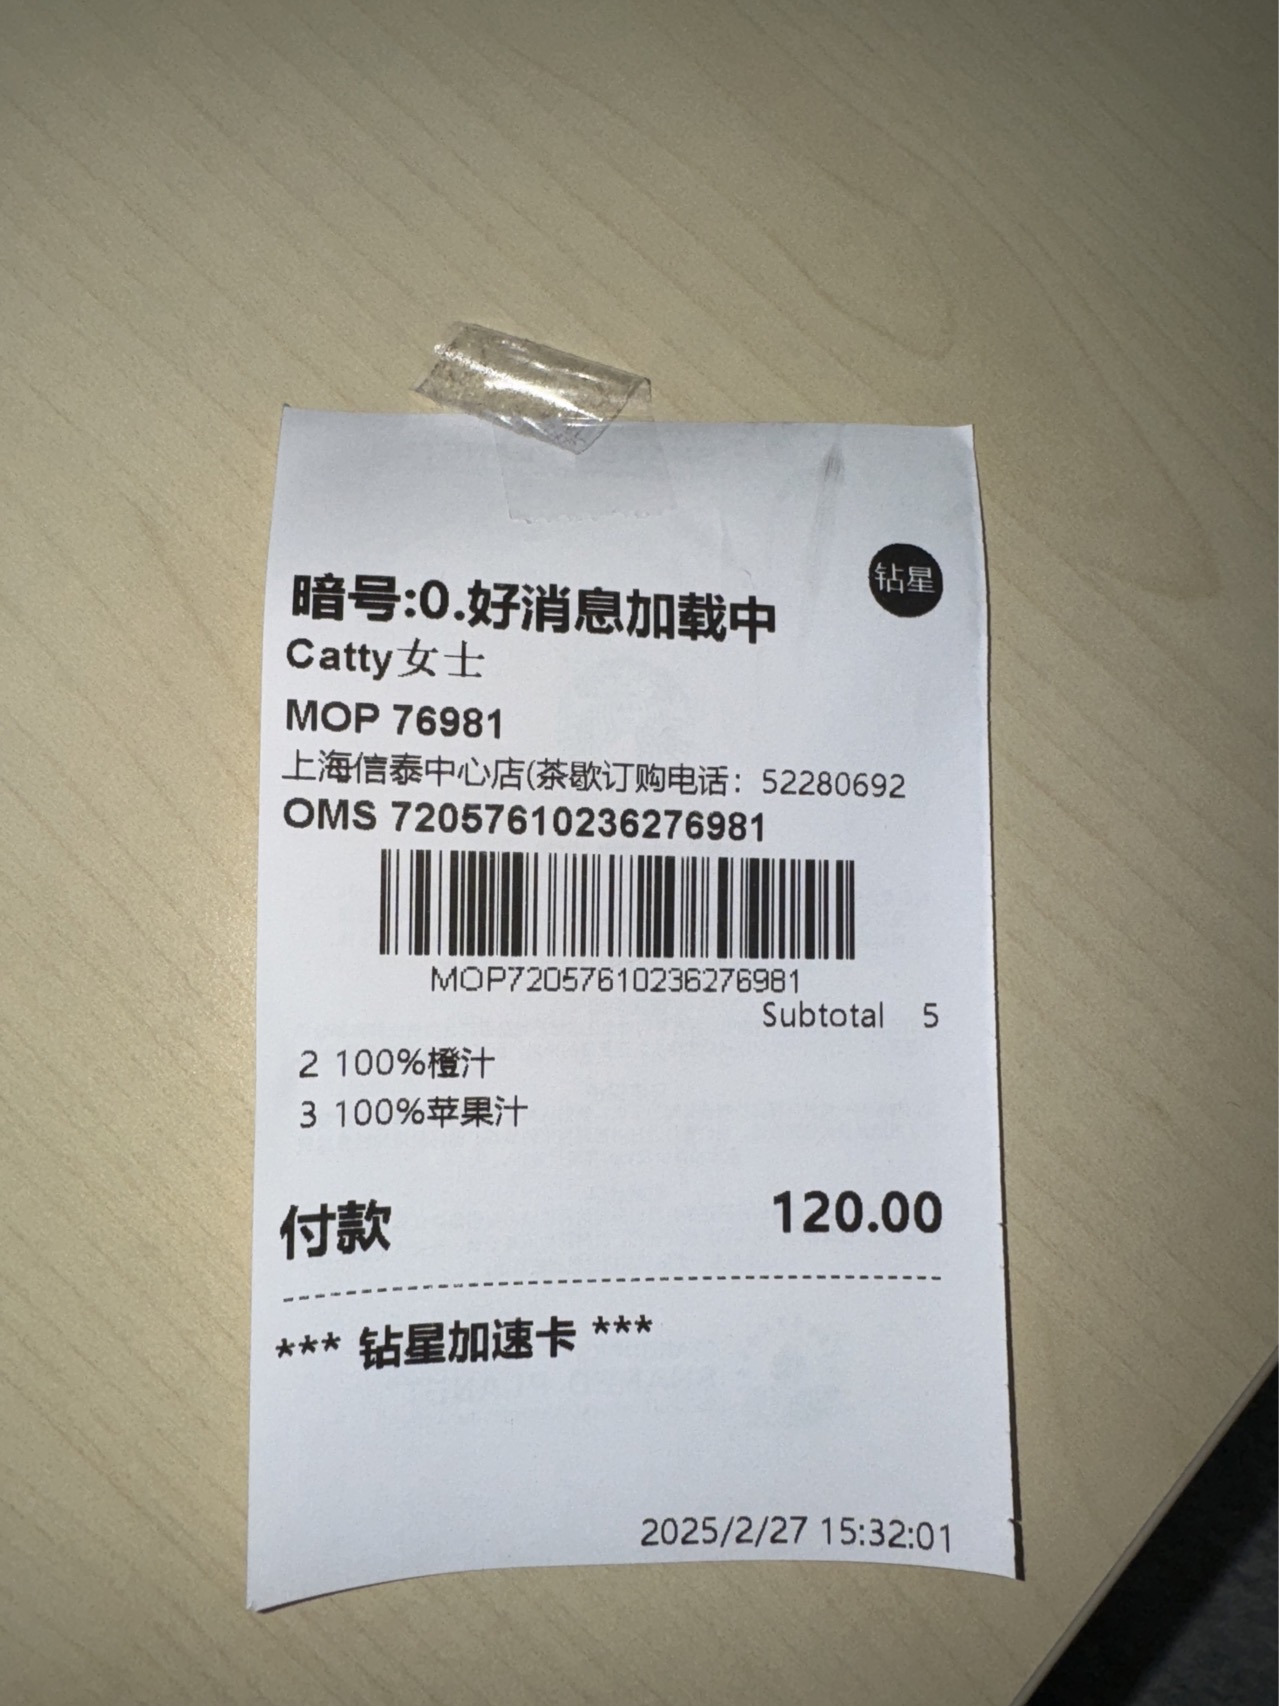 钻星
暗号:0.好消息加载中
Catty女士
MOP 76981
上海信泰中心店(茶歇订购电话：52280692
OMS 72057610236276981
MOP72057610236276981
Subtotal 5
2 100%橙汁
3 100%苹果汁
付款 120.00
*** 钻星加速卡 ***
2025/2/27 15:32:01